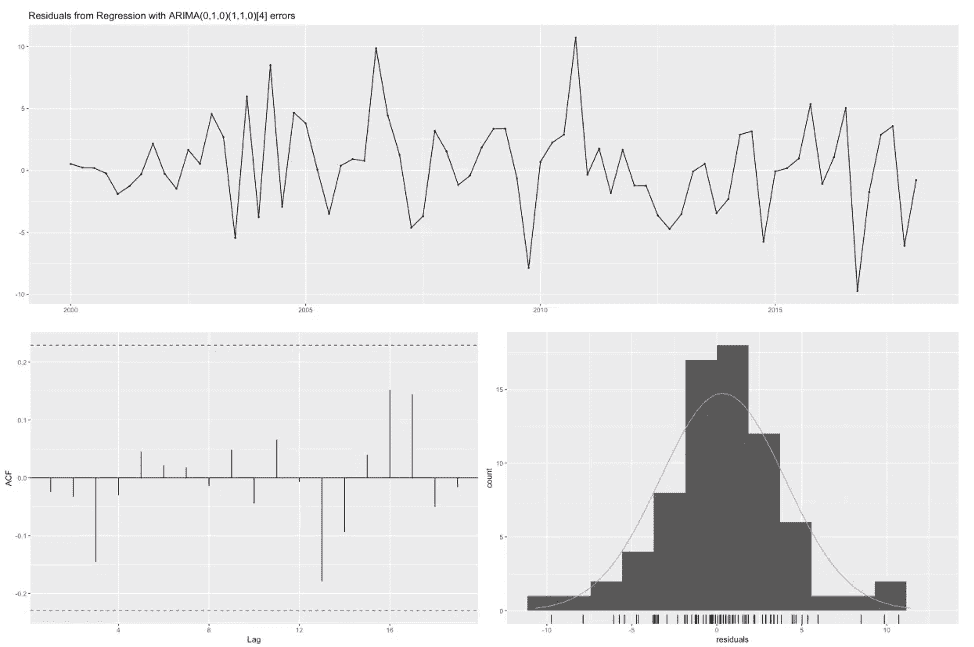 Residuals from Regression with ARIMA(0,1,0)(1,1,0)[4] errors
10
5
0
-5
-10
2000 2005 2010 2015
0.2
0.1
0.0
-0.1
-0.2
ACF
4 8 12 16
Lag
15
10
5
0
count
-10 -5 0 5 10
residuals